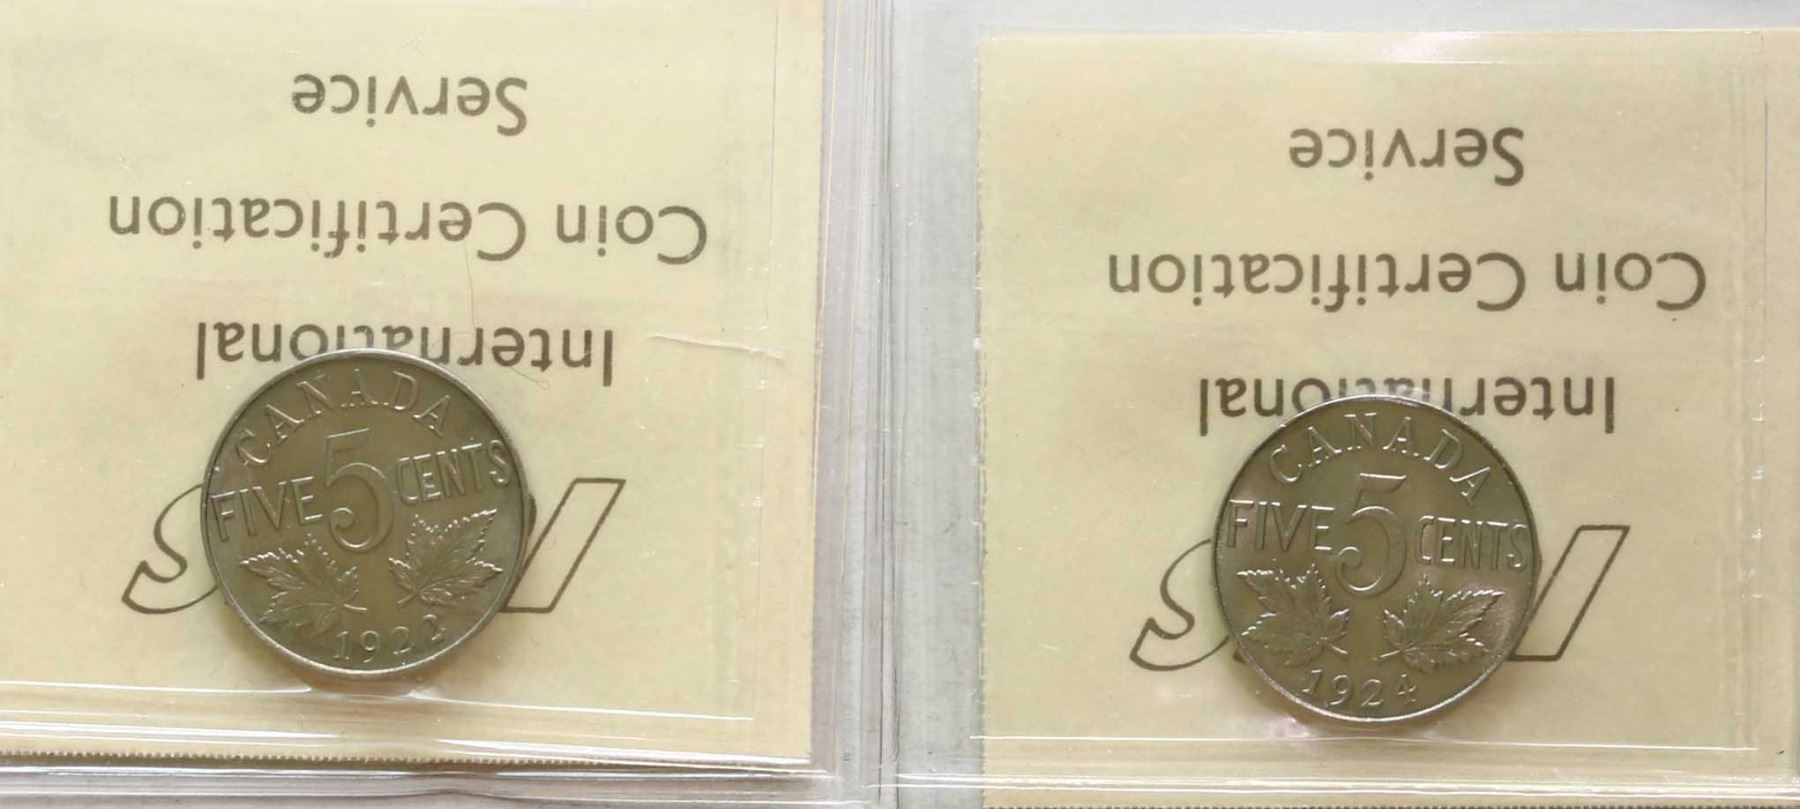 International
Coin Certification
Service
CANADA
FIVE 5 CENTS
1922
International
Coin Certification
Service
CANADA
FIVE 5 CENTS
1924